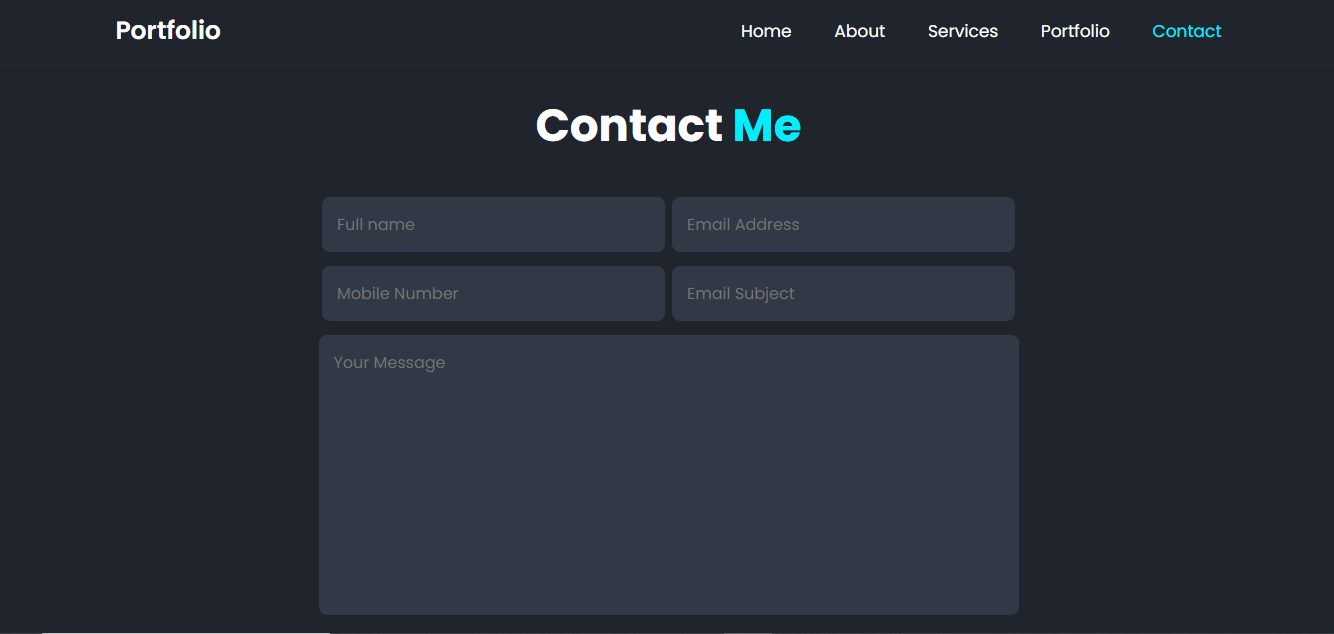 Portfolio Home About Services Portfolio Contact
Contact Me
Full name Email Address
Mobile Number Email Subject
Your Message